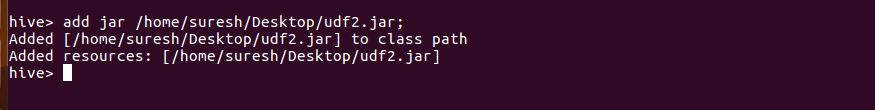 hive> add jar /home/suresh/Desktop/udf2.jar;
Added [/home/suresh/Desktop/udf2.jar] to class path
Added resources: [/home/suresh/Desktop/udf2.jar]
hive>